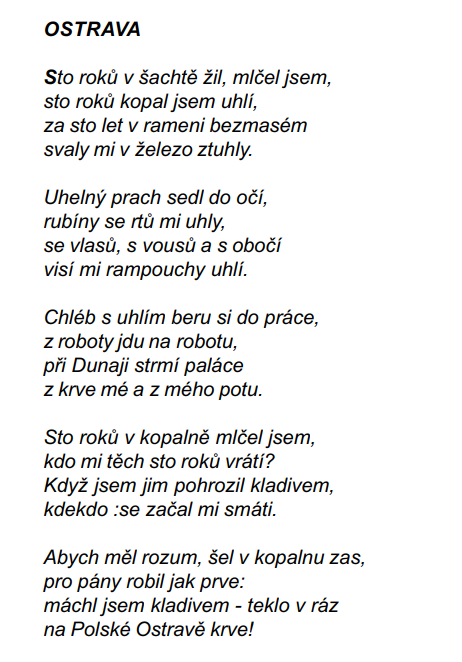 OSTRAVA
Sto roků v šachtě žil, mlčel jsem,
sto roků kopal jsem uhlí,
za sto let v rameni bezmasém
svaly mi v železo ztuhly.
Uhelný prach sedl do očí,
rubíny se rtů mi uhly,
se vlasů, s vousů a s obočí
visí mi rampouchy uhlí.
Chléb s uhlím beru si do práce,
z roboty jdu na robotu,
při Dunaji strmí paláce
z krve mé a z mého potu.
Sto roků v kopalně mlčel jsem,
kdo mi těch sto roků vrátí?
Když jsem jim pohrozil kladivem,
kdekdo :se začal mi smáti.
Abych měl rozum, šel v kopalnu zas,
pro pány robil jak prve:
máchl jsem kladivem - teklo v ráz
na Polské Ostravě krve!